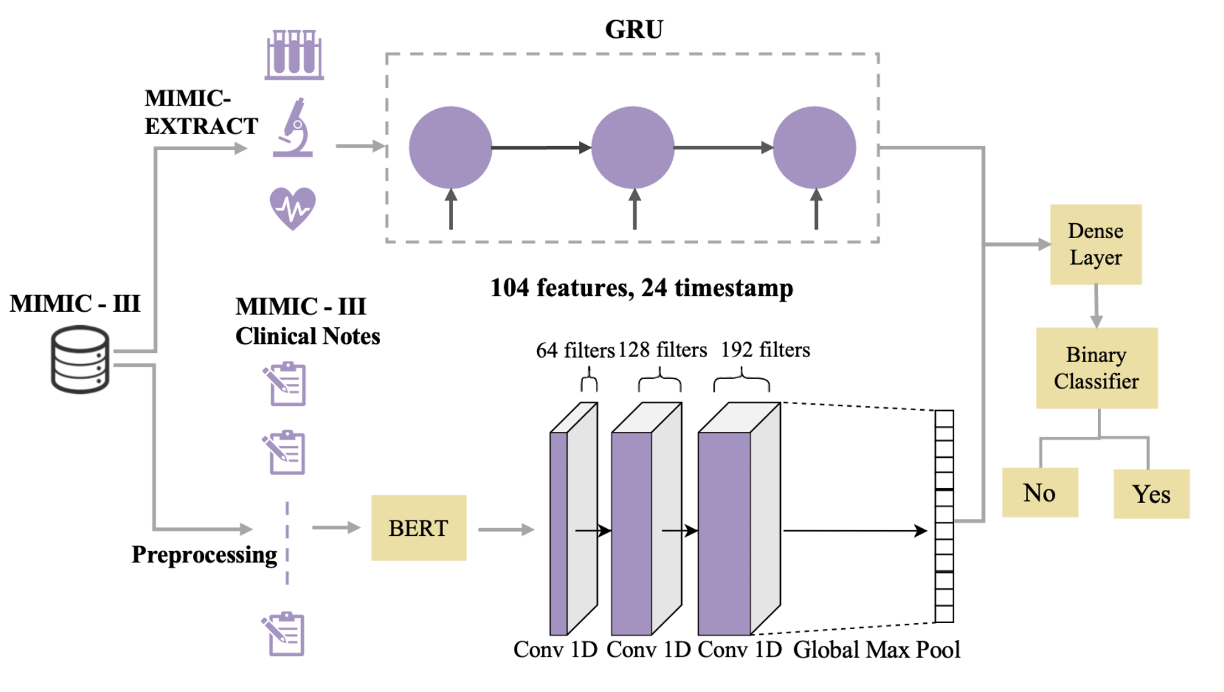 GRU
MIMIC-
EXTRACT
Dense
Layer
104 features, 24 timestamp
MIMIC - III
MIMIC - III
Clinical Notes
64 filters 128 filters 192 filters
Binary
Classifier
No Yes
BERT
Preprocessing
Conv 1D Conv 1D Conv 1D Global Max Pool